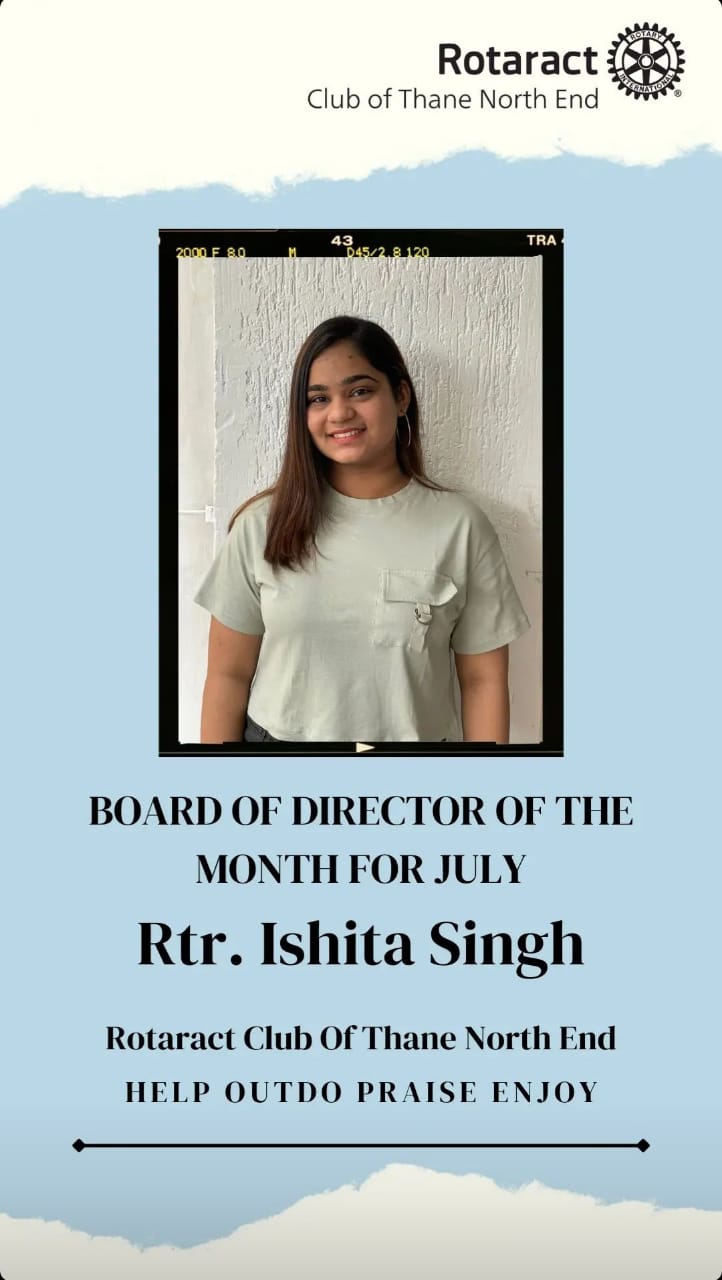 Rotaract
Club of Thane North End
ROTARY
INTERNATIONAL
®
43 TRA
2000 F 8.0 M D45/2.8 120
BOARD OF DIRECTOR OF THE
MONTH FOR JULY
Rtr. Ishita Singh
Rotaract Club Of Thane North End
HELP OUTDO PRAISE ENJOY